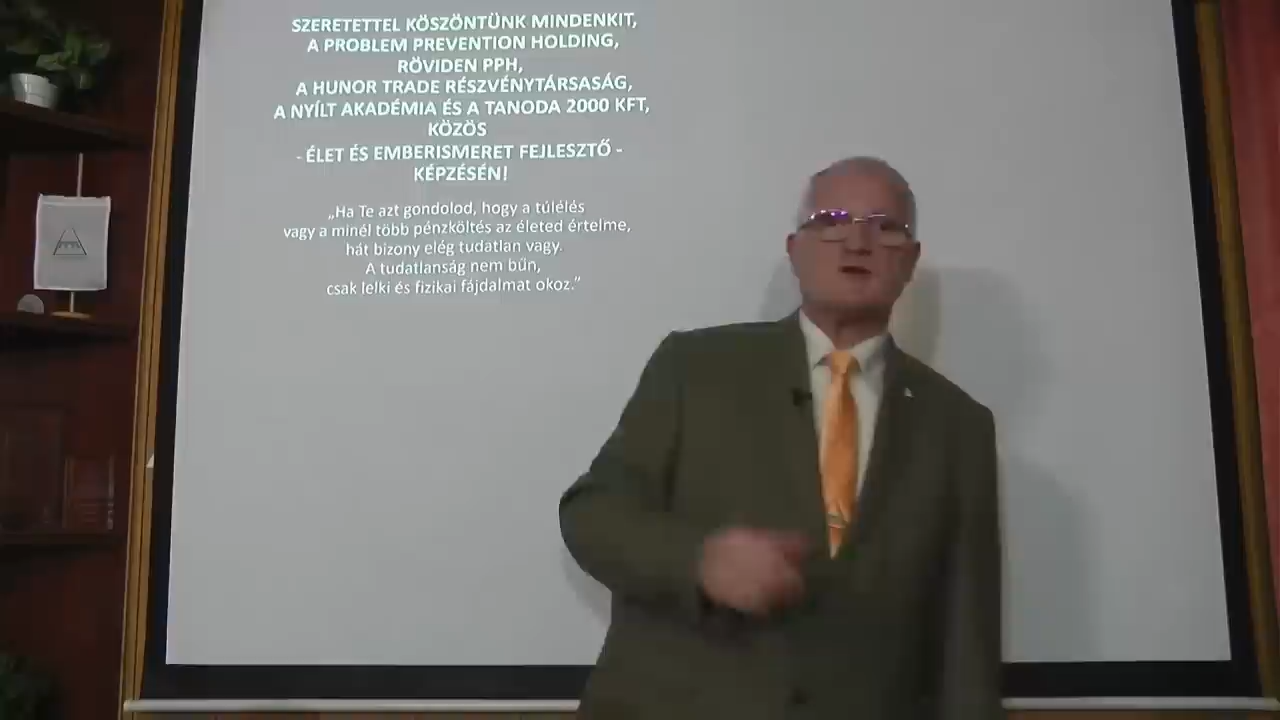 SZERETETTEL KÖSZÖNTÜNK MINDENKIT,
A PROBLEM PREVENTION HOLDING,
RÖVIDEN PPH,
A HUNOR TRADE RÉSZVÉNYTÁRSASÁG,
A NYÍLT AKADÉMIA ÉS A TANODA 2000 KFT,
KÖZÖS
- ÉLET ÉS EMBERISMERET FEJLESZTŐ -
KÉPZÉSÉN!
„Ha Te azt gondolod, hogy a túlélés
vagy a minél több pénzköltés az életed értelme,
hát bizony elég tudatlan vagy.
A tudatlanság nem bűn,
csak lelki és fizikai fájdalmat okoz.”